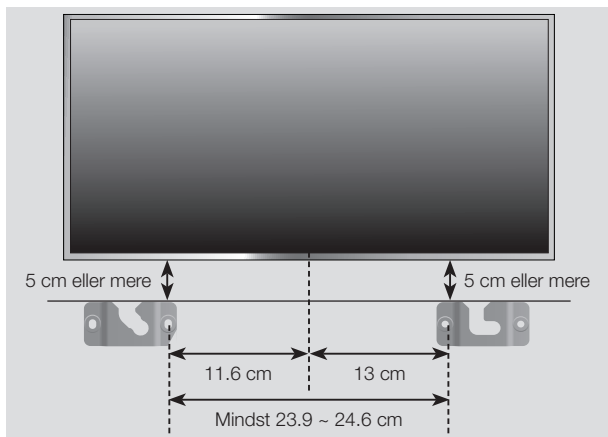 5 cm eller mere
5 cm eller mere
11.6 cm
13 cm
Mindst 23.9 ~ 24.6 cm